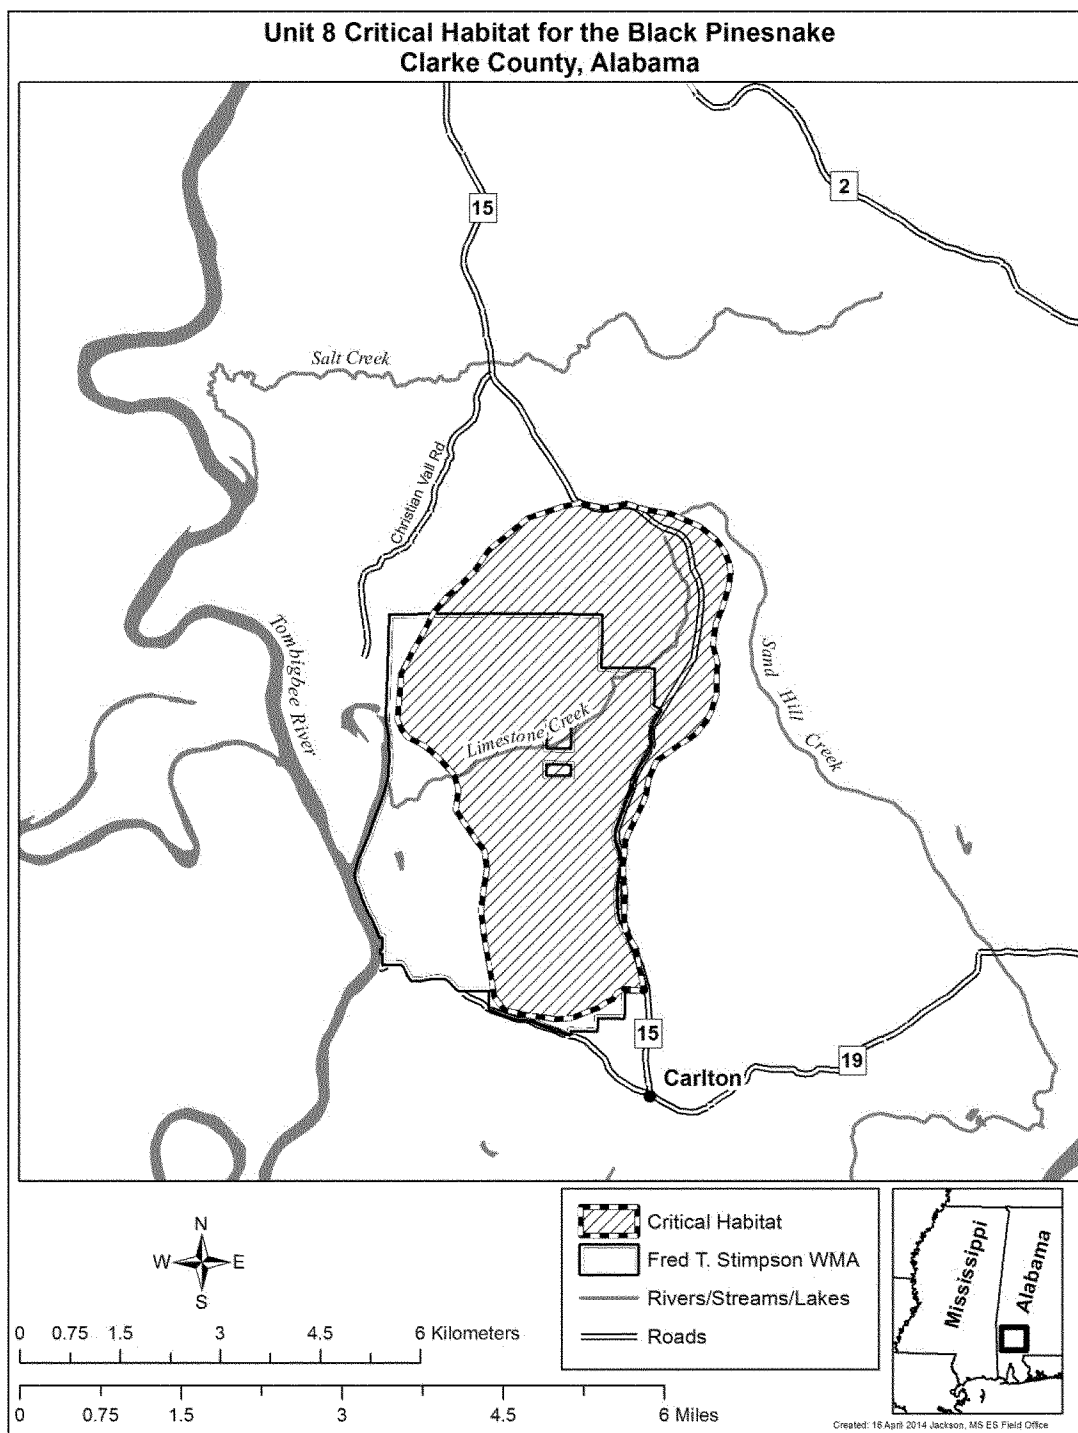 Unit 8 Critical Habitat for the Black Pinesnake
Clarke County, Alabama
2
15
Salt Creek
Christian Vall Rd
Tombigbee River
Sand Hill Creek
Limestone Creek
15
19
Carlton
N
W E
S
0 0.75 1.5 3 4.5 6 Kilometers
0 0.75 1.5 3 4.5 6 Miles
Critical Habitat
Fred T. Stimpson WMA
Rivers/Streams/Lakes
Roads
Mississippi
Alabama
Created: 16 April 2014 Jackson, MS ES Field Office